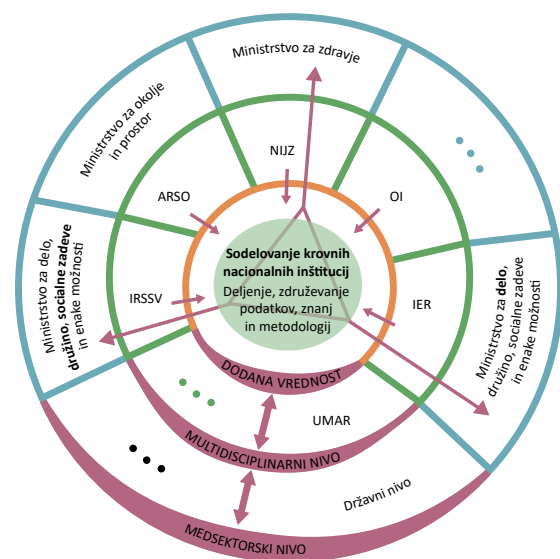 Ministrstvo za zdravje
Ministrstvo za okolje
in prostor
NIJZ
ARSO
OI
Sodelovanje krovnih
nacionalnih inštitucij
Deljenje, združevanje
podatkov, znanj
in metodologij
IRSSV
IER
Ministrstvo za delo,
družino, socialne zadeve
in enake možnosti
Ministrstvo za delo,
družino, socialne zadeve
in enake možnosti
DODANA VREDNOST
UMAR
MULTIDISCIPLINARNI NIVO
Državni nivo
MEDSEKTORSKI NIVO